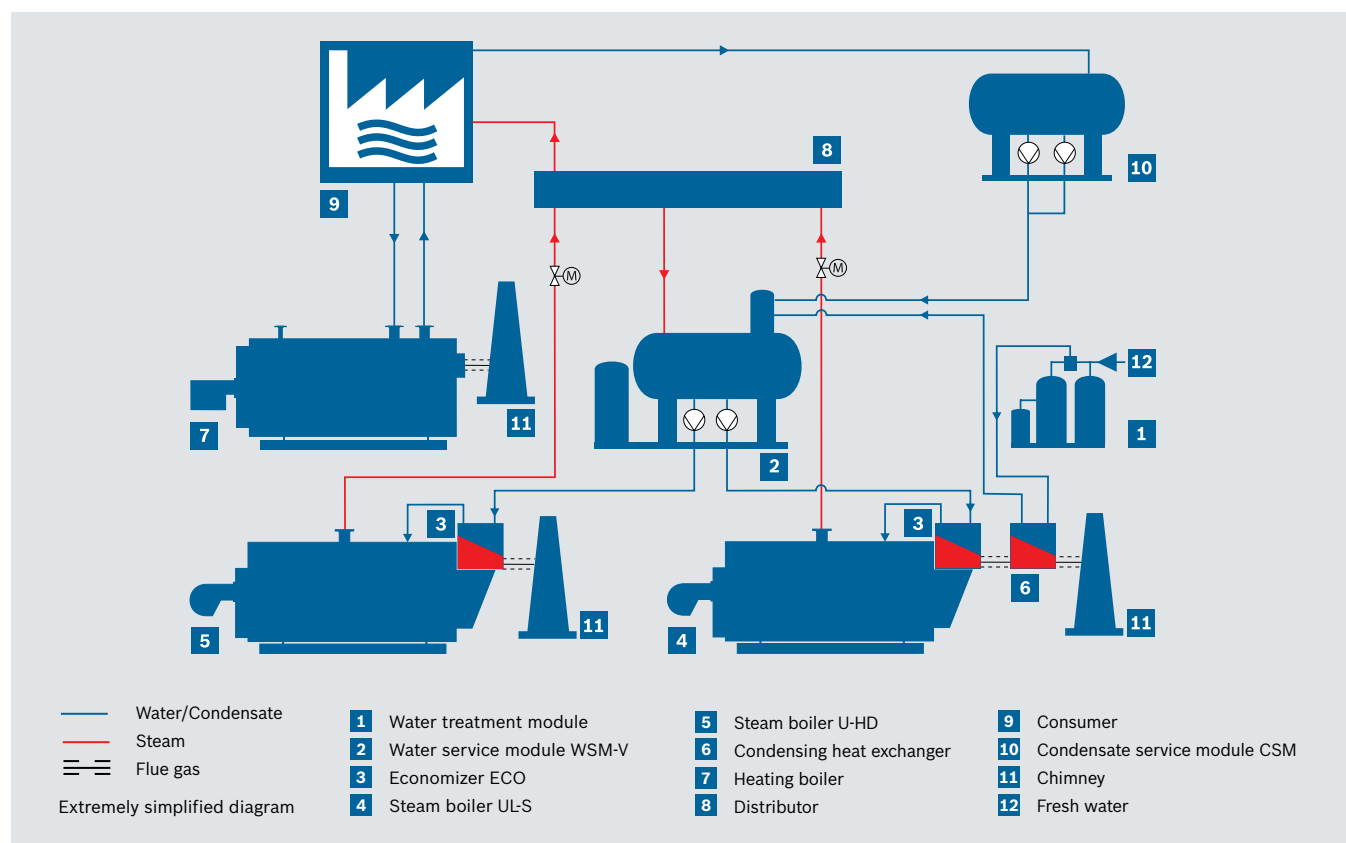 8
10
9
M
M
12
7
11
1
2
3
3
6
5
11
4
11
Water/Condensate
Steam
Flue gas
Extremely simplified diagram
1 Water treatment module
2 Water service module WSM-V
3 Economizer ECO
4 Steam boiler UL-S
5 Steam boiler U-HD
6 Condensing heat exchanger
7 Heating boiler
8 Distributor
9 Consumer
10 Condensate service module CSM
11 Chimney
12 Fresh water